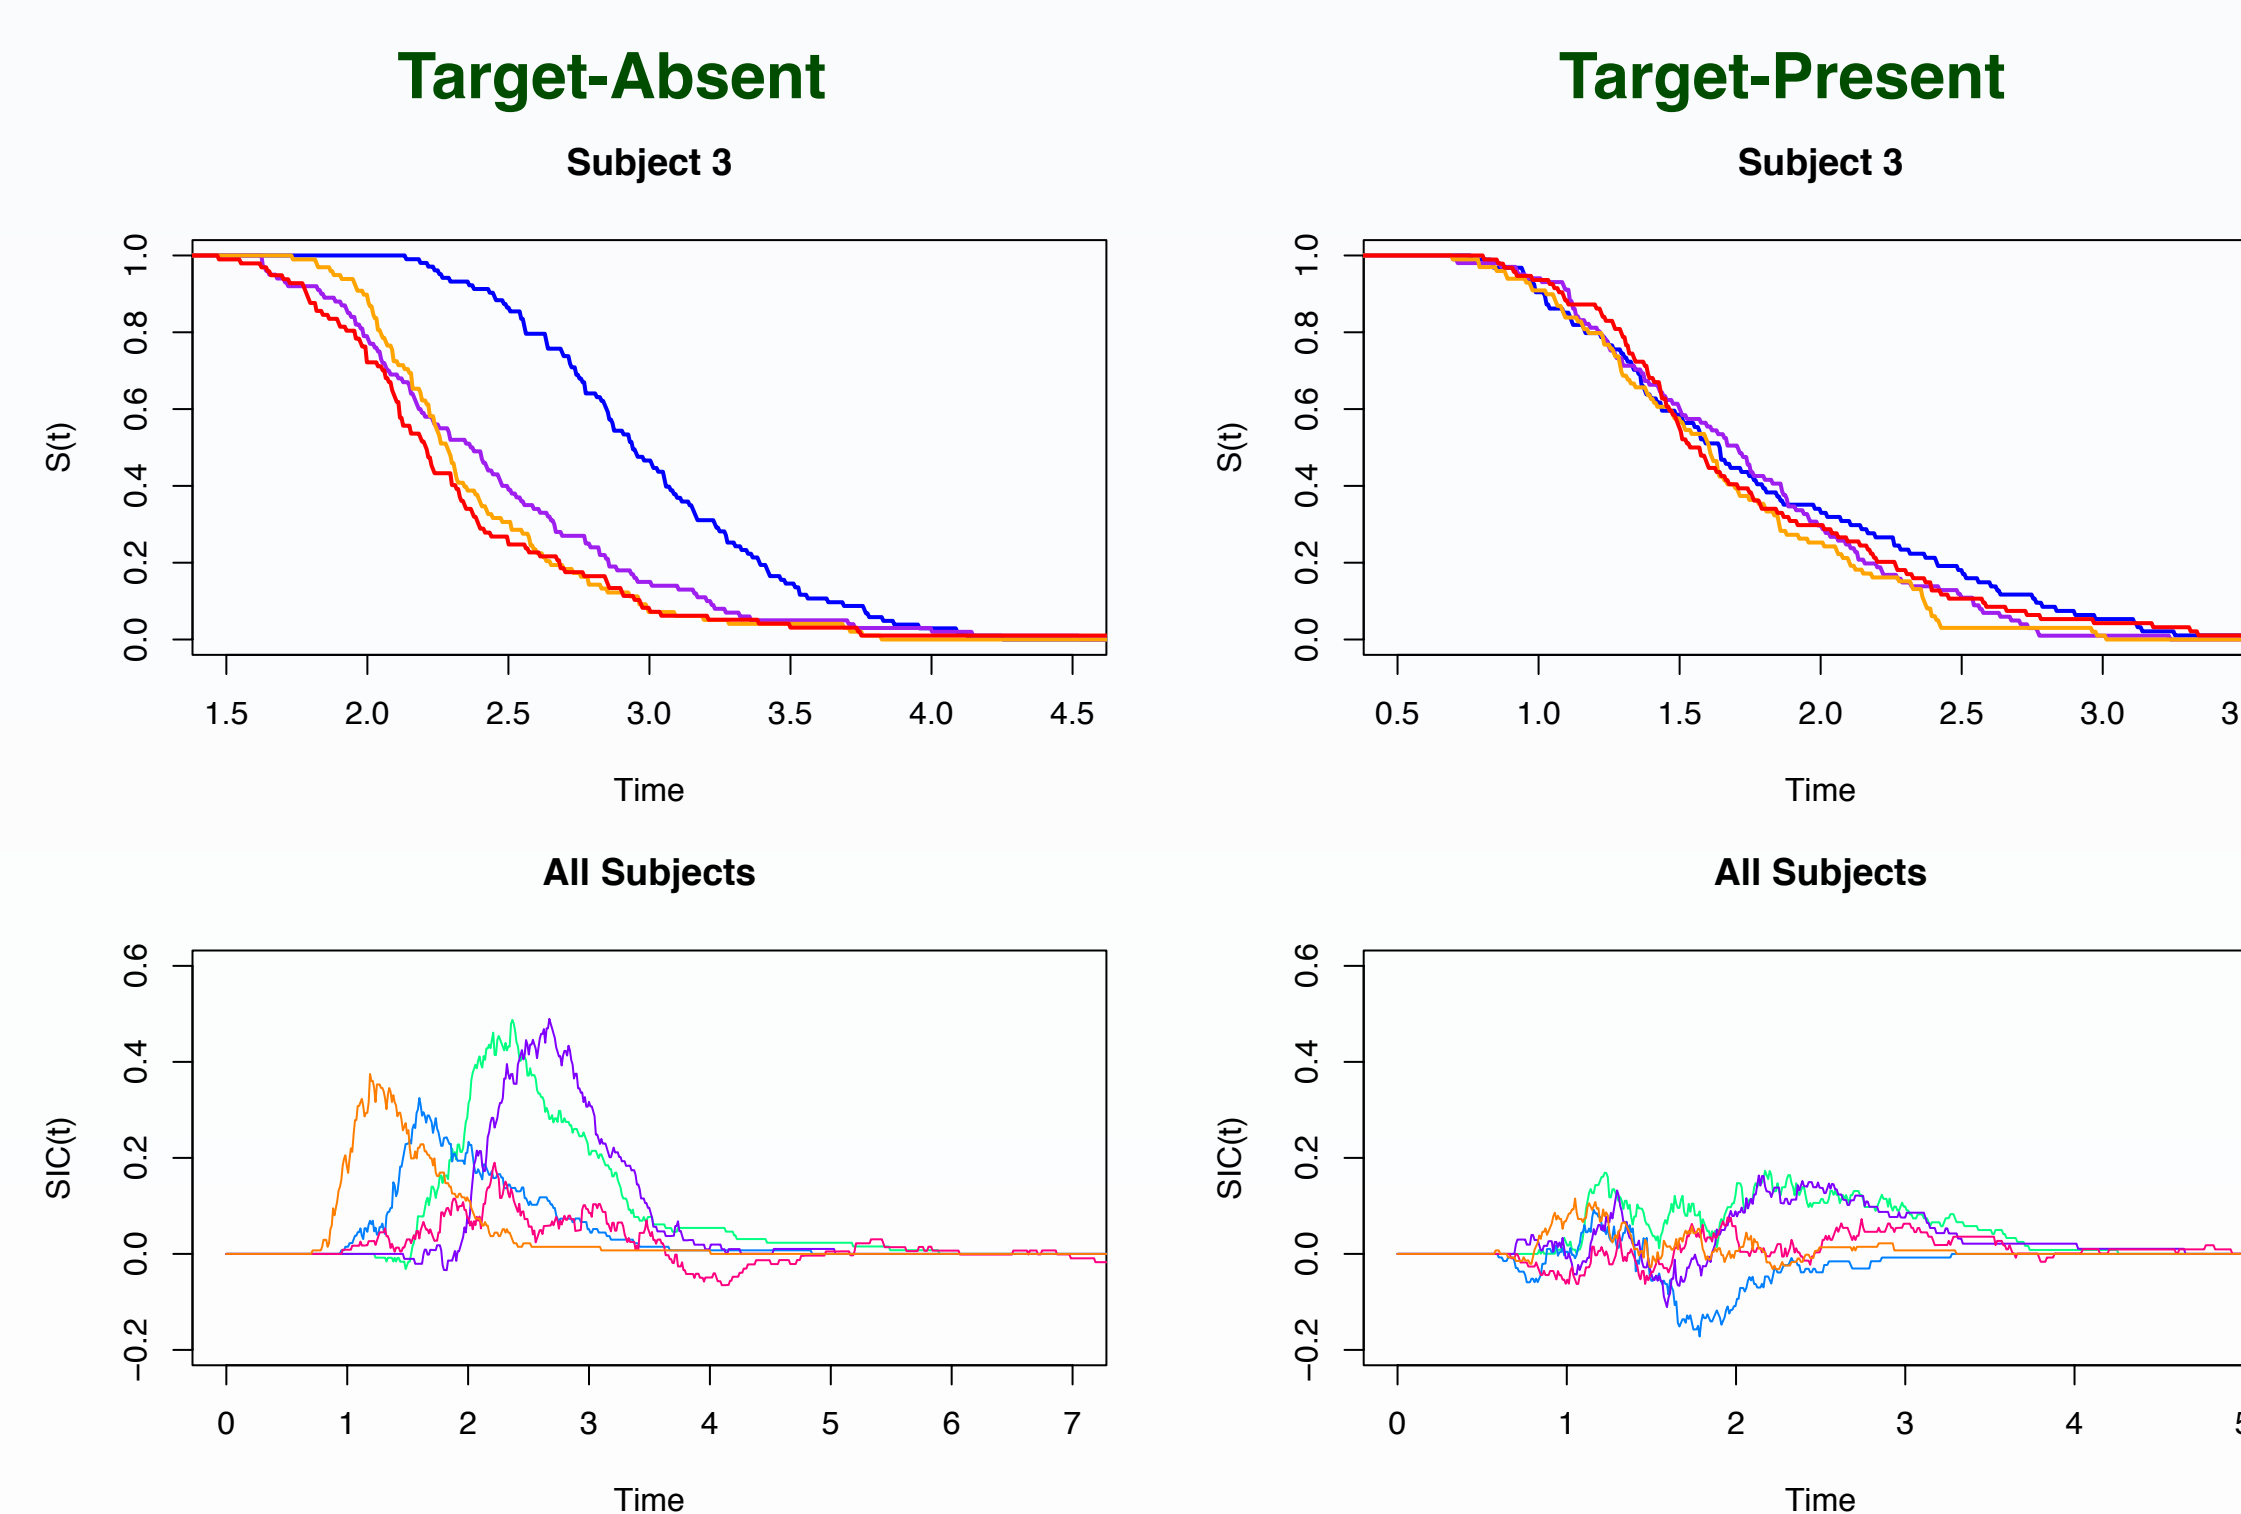 Target-Absent
Target-Present
Subject 3
Subject 3
S(t)
0.0 0.2 0.4 0.6 0.8 1.0
1.5 2.0 2.5 3.0 3.5 4.0 4.5
Time
S(t)
0.0 0.2 0.4 0.6 0.8 1.0
0.5 1.0 1.5 2.0 2.5 3.0
Time
All Subjects
All Subjects
SIC(t)
−0.2 0.0 0.2 0.4 0.6
0 1 2 3 4 5 6 7
Time
SIC(t)
−0.2 0.0 0.2 0.4 0.6
0 1 2 3 4
Time